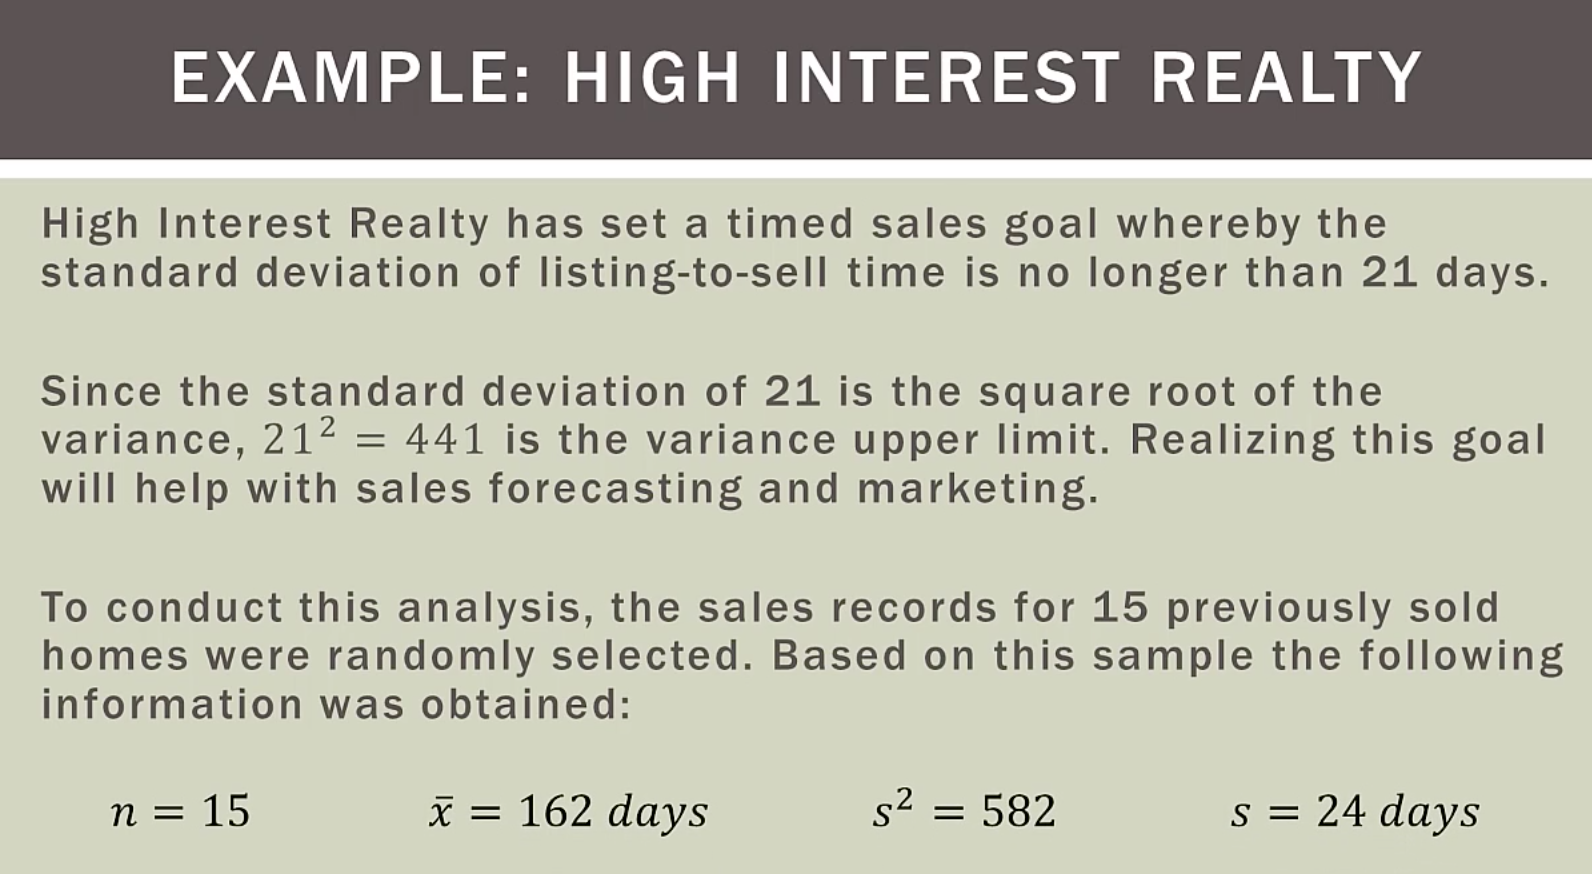 EXAMPLE: HIGH INTEREST REALTY
High Interest Realty has set a timed sales goal whereby the
standard deviation of listing-to-sell time is no longer than 21 days.
Since the standard deviation of 21 is the square root of the
variance, 21² = 441 is the variance upper limit. Realizing this goal
will help with sales forecasting and marketing.
To conduct this analysis, the sales records for 15 previously sold
homes were randomly selected. Based on this sample the following
information was obtained:
n = 15 x̄ = 162 days s² = 582 s = 24 days